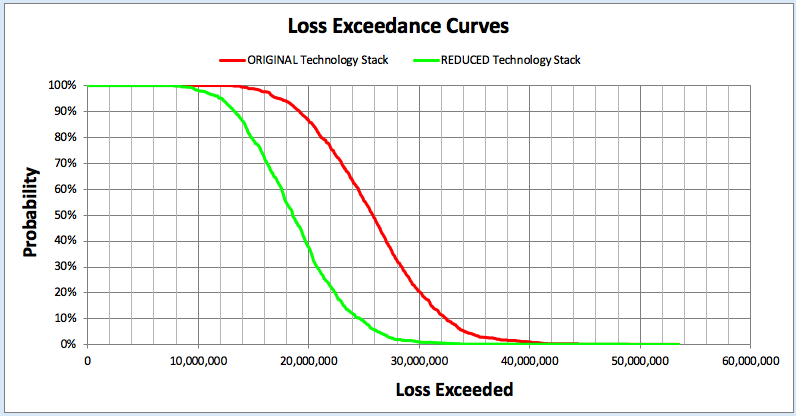 Loss Exceedance Curves
ORIGINAL Technology Stack REDUCED Technology Stack
100%
90%
80%
70%
60%
50%
40%
30%
20%
10%
0%
Probability
0 10,000,000 20,000,000 30,000,000 40,000,000 50,000,000 60,000,000
Loss Exceeded